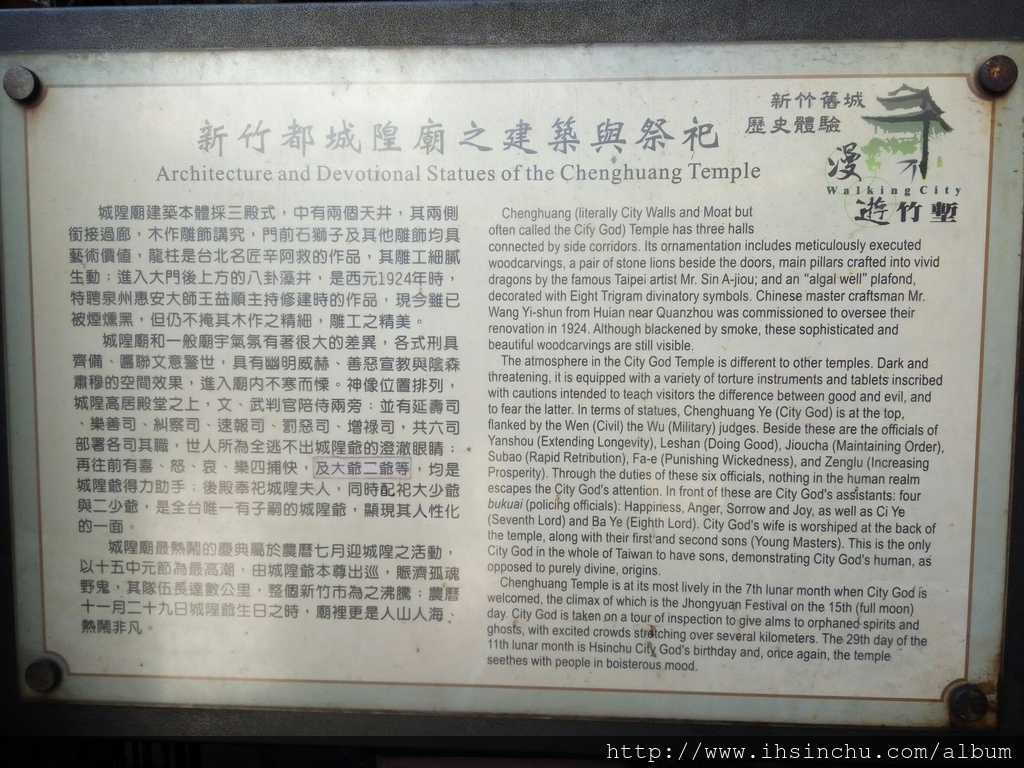 新竹舊城
歷史體驗
漫
不
WalkingCity
遊竹塹
新竹都城隍廟之建築與祭祀
Architecture and Devotional Statues of the Chenghuang Temple
城隍廟建築本體採三殿式，中有兩個天井，其兩側
銜接過廊，木作雕飾講究，門前石獅子及其他雕飾均具
藝術價值，龍柱是台北名匠辛阿救的作品，其雕工細膩
生動；進入大門後上方的八卦藻井，是西元1924年時，
特聘泉州惠安大師王益順主持修建時的作品，現今雖已
被煙燻黑，但仍不掩其木作之精細，雕工之精美。
城隍廟和一般廟宇氣氛有著很大的差異，各式刑具
齊備、匾聯文意警世，具有幽明威赫、善惡宣教與陰森
肅穆的空間效果，進入廟內不寒而慄。神像位置排列，
城隍高居殿堂之上，文、武判官陪侍兩旁；並有延壽司
、樂善司、糾察司、速報司、罰惡司、增祿司，共六司
部署各司其職，世人所為全逃不出城隍爺的澄澈眼睛；
再往前有喜、怒、哀、樂四捕快，及大爺二爺等，均是
城隍爺得力助手；後殿奉祀城隍夫人，同時配祀大少爺
與二少爺，是全台唯一有子嗣的城隍爺，顯現其人性化
的一面。
城隍廟最熱鬧的慶典屬於農曆七月迎城隍之活動，
以十五中元節為最高潮，由城隍爺本尊出巡，賑濟孤魂
野鬼，其隊伍長達數公里，整個新竹市為之沸騰；農曆
十一月二十九日城隍爺生日之時，廟裡更是人山人海、
熱鬧非凡。
Chenghuang (literally City Walls and Moat but
often called the City God) Temple has three halls
connected by side corridors. Its ornamentation includes meticulously executed
woodcarvings, a pair of stone lions beside the doors, main pillars crafted into vivid
dragons by the famous Taipei artist Mr. Sin A-jiou; and an “algal well” plafond,
decorated with Eight Trigram divinatory symbols. Chinese master craftsman Mr.
Wang Yi-shun from Huian near Quanzhou was commissioned to oversee their
renovation in 1924. Although blackened by smoke, these sophisticated and
beautiful woodcarvings are still visible.
The atmosphere in the City God Temple is different to other temples. Dark and
threatening, it is equipped with a variety of torture instruments and tablets inscribed
with cautions intended to teach visitors the difference between good and evil, and
to fear the latter. In terms of statues, Chenghuang Ye (City God) is at the top,
flanked by the Wen (Civil) the Wu (Military) judges. Beside these are the officials of
Yanshou (Extending Longevity), Leshan (Doing Good), Jioucha (Maintaining Order),
Subao (Rapid Retribution), Fa-e (Punishing Wickedness), and Zenglu (Increasing
Prosperity). Through the duties of these six officials, nothing in the human realm
escapes the City God's attention. In front of these are City God's assistants: four
bukuai (policing officials): Happiness, Anger, Sorrow and Joy, as well as Ci Ye
(Seventh Lord) and Ba Ye (Eighth Lord). City God's wife is worshiped at the back of
the temple, along with their first and second sons (Young Masters). This is the only
City God in the whole of Taiwan to have sons, demonstrating City God's human, as
opposed to purely divine, origins.
Chenghuang Temple is at its most lively in the 7th lunar month when City God is
welcomed, the climax of which is the Jhongyuan Festival on the 15th (full moon)
day. City God is taken on a tour of inspection to give alms to orphaned spirits and
ghosts, with excited crowds stretching over several kilometers. The 29th day of the
11th lunar month is Hsinchu City God's birthday and, once again, the temple
seethes with people in boisterous mood.
http://www.ihsinchu.com/album